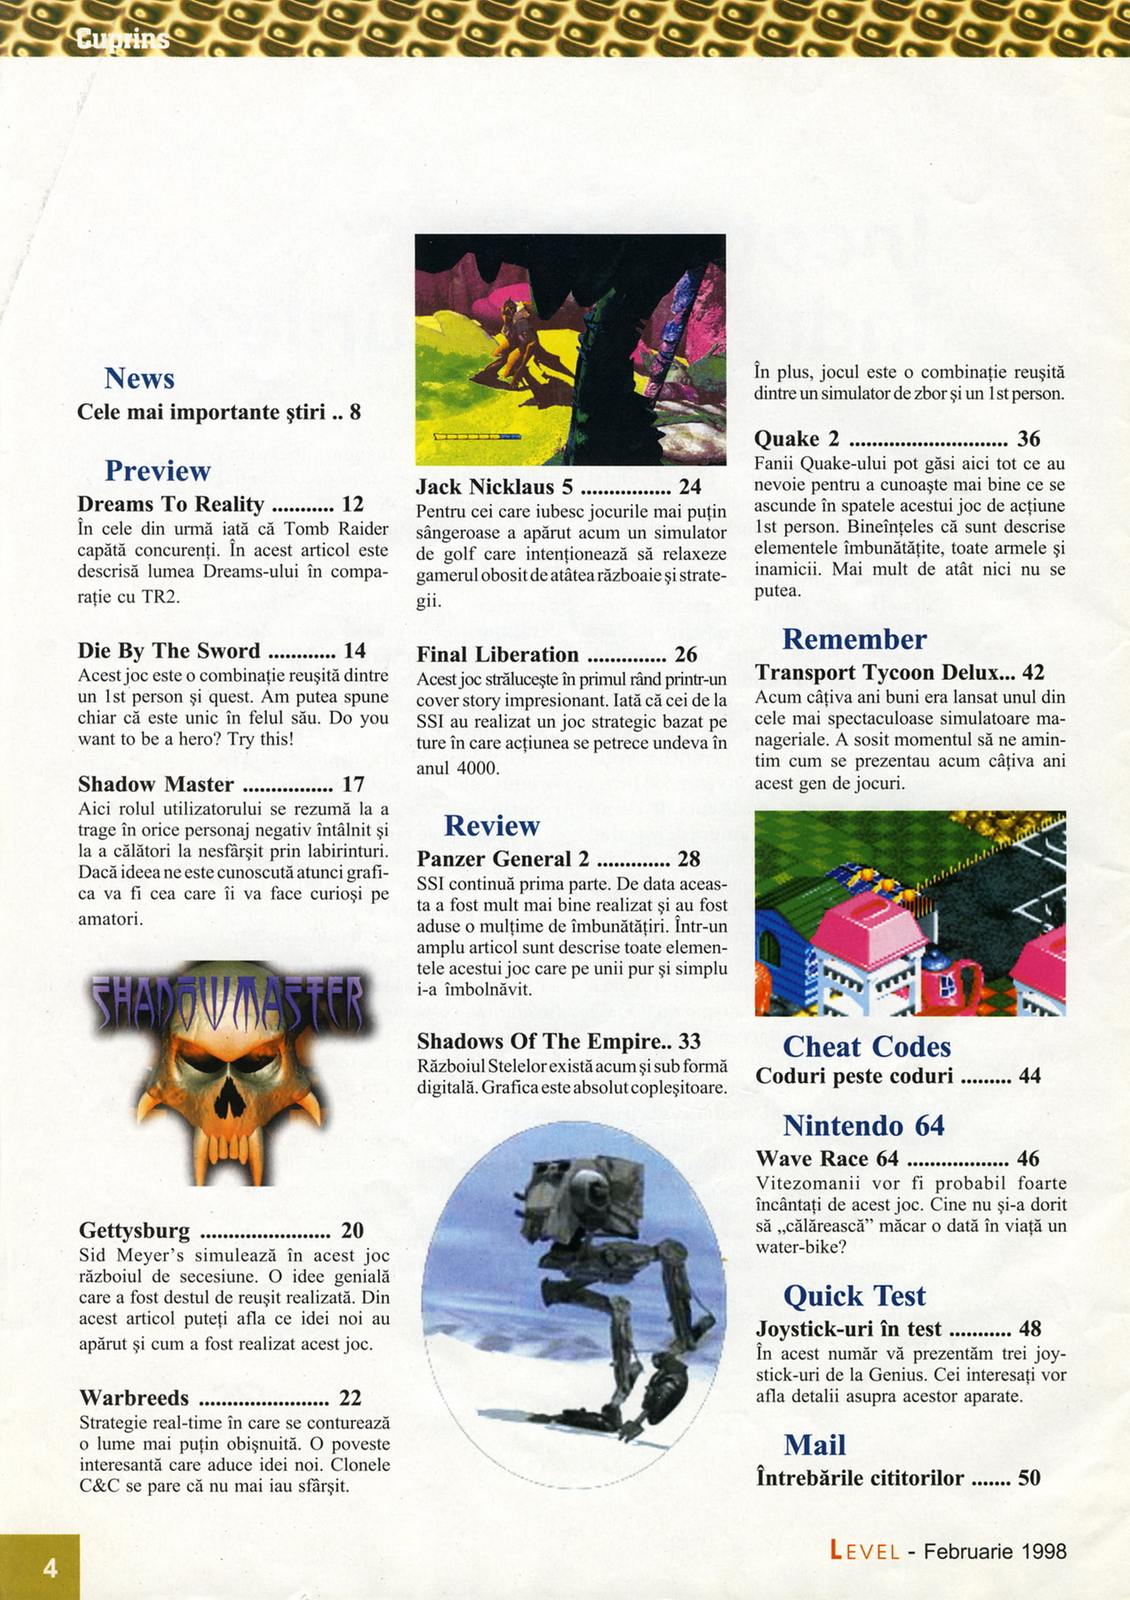 Cuprins
News
Cele mai importante ştiri .. 8
Preview
Dreams To Reality ........... 12
În cele din urmă iată că Tomb Raider
capătă concurenţi. În acest articol este
descrisă lumea Dreams-ului în compa-
raţie cu TR2.
Die By The Sword ............ 14
Acest joc este o combinaţie reuşită dintre
un 1st person şi quest. Am putea spune
chiar că este unic în felul său. Do you
want to be a hero? Try this!
Shadow Master ................ 17
Aici rolul utilizatorului se rezumă la a
trage în orice personaj negativ întâlnit şi
la a călători la nesfârşit prin labirinturi.
Dacă ideea ne este cunoscută atunci grafi-
ca va fi cea care îi va face curioşi pe
amatori.
SHADOWMASTER
Gettysburg ....................... 20
Sid Meyer's simulează în acest joc
războiul de secesiune. O idee genială
care a fost destul de reuşit realizată. Din
acest articol puteţi afla ce idei noi au
apărut şi cum a fost realizat acest joc.
Warbreeds ....................... 22
Strategie real-time în care se conturează
o lume mai puţin obişnuită. O poveste
interesantă care aduce idei noi. Clonele
C&C se pare că nu mai iau sfârşit.
Jack Nicklaus 5 ................ 24
Pentru cei care iubesc jocurile mai puţin
sângeroase a apărut acum un simulator
de golf care intenţionează să relaxeze
gamerul obosit de atâtea războaie şi strate-
gii.
Final Liberation .............. 26
Acest joc străluceşte în primul rând printr-un
cover story impresionant. Iată că cei de la
SSI au realizat un joc strategic bazat pe
ture în care acţiunea se petrece undeva în
anul 4000.
Review
Panzer General 2 ............. 28
SSI continuă prima parte. De data aceas-
ta a fost mult mai bine realizat şi au fost
aduse o mulţime de îmbunătăţiri. Într-un
amplu articol sunt descrise toate elemen-
tele acestui joc care pe unii pur şi simplu
i-a îmbolnăvit.
Shadows Of The Empire.. 33
Războiul Stelelor există acum şi sub formă
digitală. Grafica este absolut copleşitoare.
În plus, jocul este o combinaţie reuşită
dintre un simulator de zbor şi un 1st person.
Quake 2 ............................ 36
Fanii Quake-ului pot găsi aici tot ce au
nevoie pentru a cunoaşte mai bine ce se
ascunde în spatele acestui joc de acţiune
1st person. Bineînţeles că sunt descrise
elementele îmbunătăţite, toate armele şi
inamicii. Mai mult de atât nici nu se
putea.
Remember
Transport Tycoon Delux... 42
Acum câţiva ani buni era lansat unul din
cele mai spectaculoase simulatoare ma-
nageriale. A sosit momentul să ne amin-
tim cum se prezentau acum câţiva ani
acest gen de jocuri.
Cheat Codes
Coduri peste coduri ......... 44
Nintendo 64
Wave Race 64 .................. 46
Vitezomanii vor fi probabil foarte
încântaţi de acest joc. Cine nu şi-a dorit
să „călărească” măcar o dată în viaţă un
water-bike?
Quick Test
Joystick-uri în test ........... 48
În acest număr vă prezentăm trei joy-
stick-uri de la Genius. Cei interesaţi vor
afla detalii asupra acestor aparate.
Mail
Întrebările cititorilor ....... 50
4
LEVEL - Februarie 1998